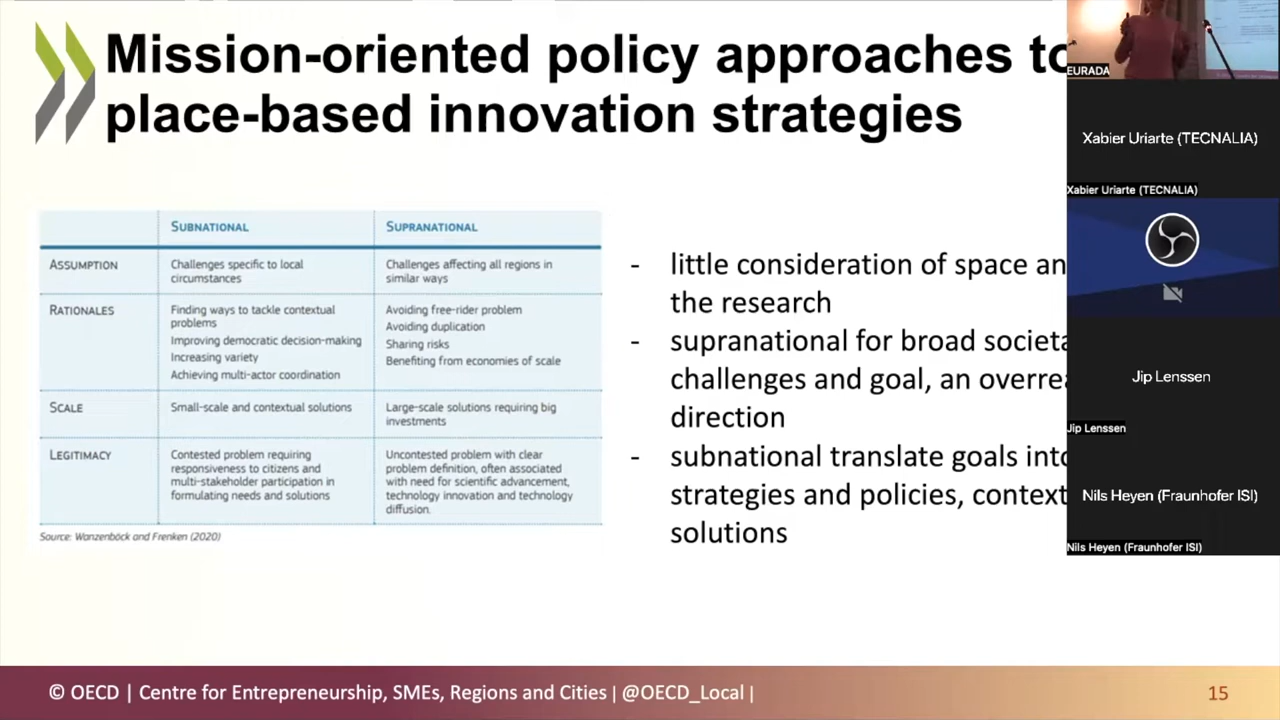 Mission-oriented policy approaches to
place-based innovation strategies
SUBNATIONAL
SUPRANATIONAL
ASSUMPTION
Challenges specific to local
circumstances
Challenges affecting all regions in
similar ways
RATIONALES
Finding ways to tackle contextual
problems
Improving democratic decision-making
Increasing variety
Achieving multi-actor coordination
Avoiding free-rider problem
Avoiding duplication
Sharing risks
Benefiting from economies of scale
SCALE
Small-scale and contextual solutions
Large-scale solutions requiring big
investments
LEGITIMACY
Contested problem requiring
responsiveness to citizens and
multi-stakeholder participation in
formulating needs and solutions
Uncontested problem with clear
problem definition, often associated
with need for scientific advancement,
technology innovation and technology
diffusion.
Source: Wanzenböck and Frenken (2020)
- little consideration of space
the research
- supranational for broad
challenges and goal, an
direction
- subnational translate goals
strategies and policies,
solutions
EURADA
Xabier Uriarte (TECNALIA)
Xabier Uriarte (TECNALIA)
Jip Lenssen
Jip Lenssen
Nils Heyen (Fraunhofer ISI)
Nils Heyen (Fraunhofer ISI)
© OECD | Centre for Entrepreneurship, SMEs, Regions and Cities | @OECD_Local |
15